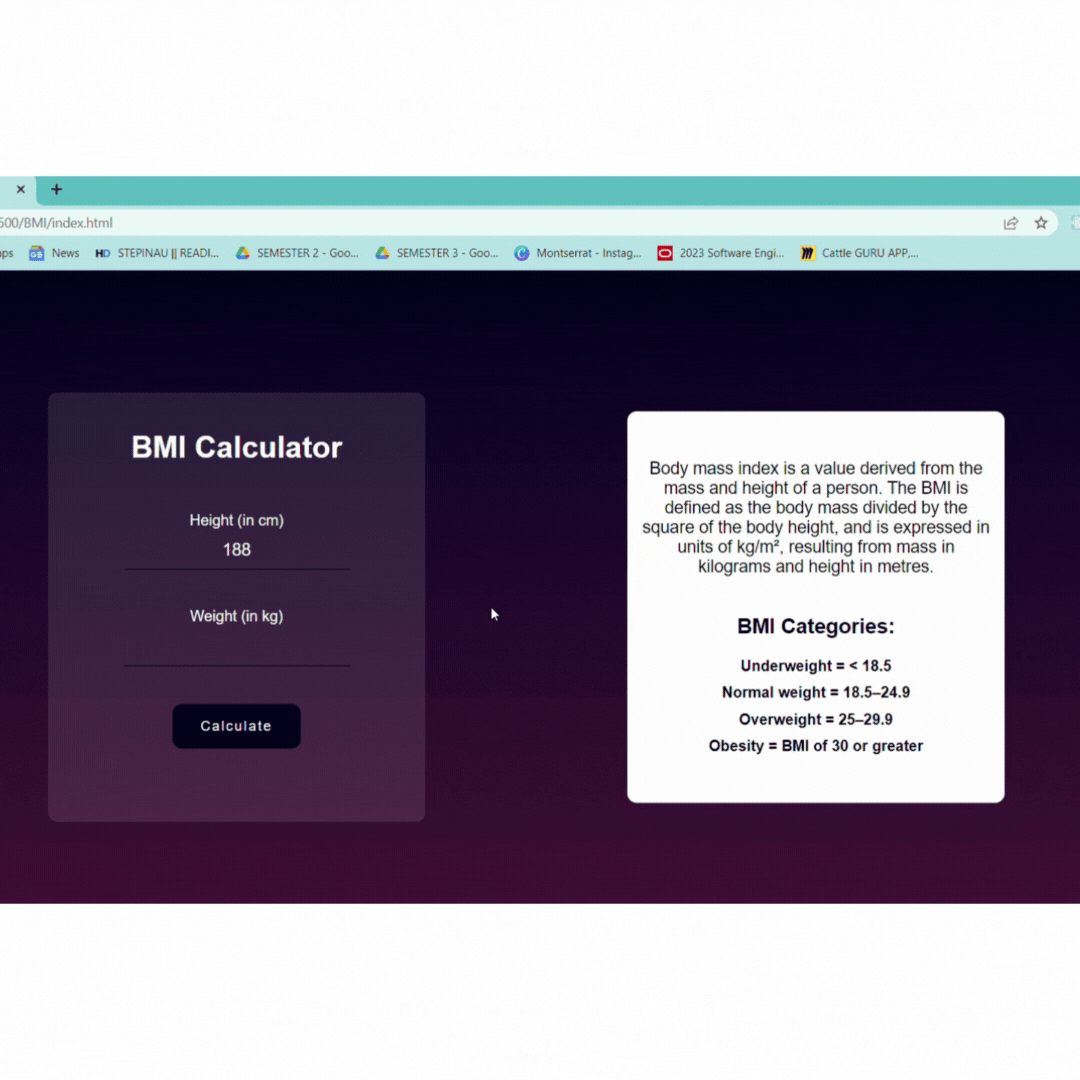 500/BMI/index.html
News
HD
STEPINAU || READI...
SEMESTER 2 - Goo...
SEMESTER 3 - Goo...
Montserrat - Instag...
2023 Software Engi...
Cattle GURU APP,...
BMI Calculator
Height (in cm)
188
Weight (in kg)
Calculate
Body mass index is a value derived from the
mass and height of a person. The BMI is
defined as the body mass divided by the
square of the body height, and is expressed in
units of kg/m², resulting from mass in
kilograms and height in metres.
BMI Categories:
Underweight = < 18.5
Normal weight = 18.5–24.9
Overweight = 25–29.9
Obesity = BMI of 30 or greater